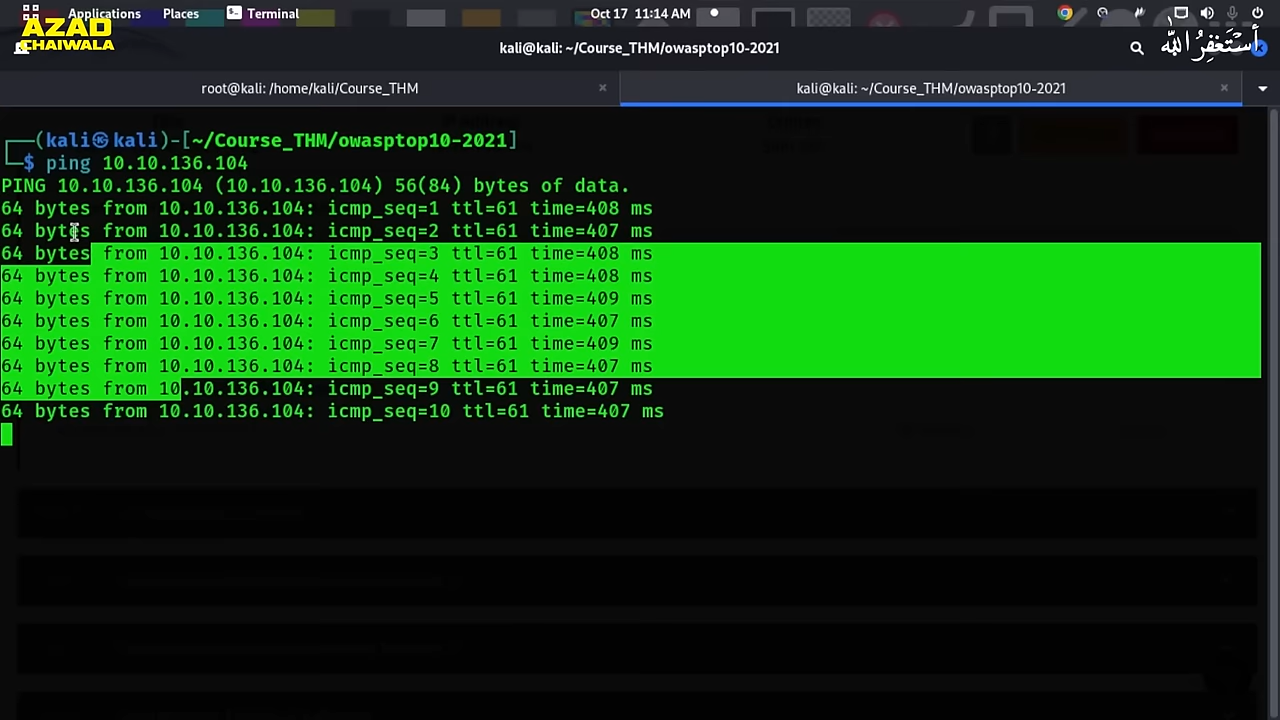 Applications Places Terminal Oct 17 11:14 AM
AZAD
CHAIWALA
kali@kali: ~/Course_THM/owasptop10-2021
أستغفر الله
root@kali: /home/kali/Course_THM × kali@kali: ~/Course_THM/owasptop10-2021 ×
┌──(kali㉿kali)-[~/Course_THM/owasptop10-2021]
└─$ ping 10.10.136.104
PING 10.10.136.104 (10.10.136.104) 56(84) bytes of data.
64 bytes from 10.10.136.104: icmp_seq=1 ttl=61 time=408 ms
64 bytes from 10.10.136.104: icmp_seq=2 ttl=61 time=407 ms
64 bytes from 10.10.136.104: icmp_seq=3 ttl=61 time=408 ms
64 bytes from 10.10.136.104: icmp_seq=4 ttl=61 time=408 ms
64 bytes from 10.10.136.104: icmp_seq=5 ttl=61 time=409 ms
64 bytes from 10.10.136.104: icmp_seq=6 ttl=61 time=407 ms
64 bytes from 10.10.136.104: icmp_seq=7 ttl=61 time=409 ms
64 bytes from 10.10.136.104: icmp_seq=8 ttl=61 time=407 ms
64 bytes from 10.10.136.104: icmp_seq=9 ttl=61 time=407 ms
64 bytes from 10.10.136.104: icmp_seq=10 ttl=61 time=407 ms